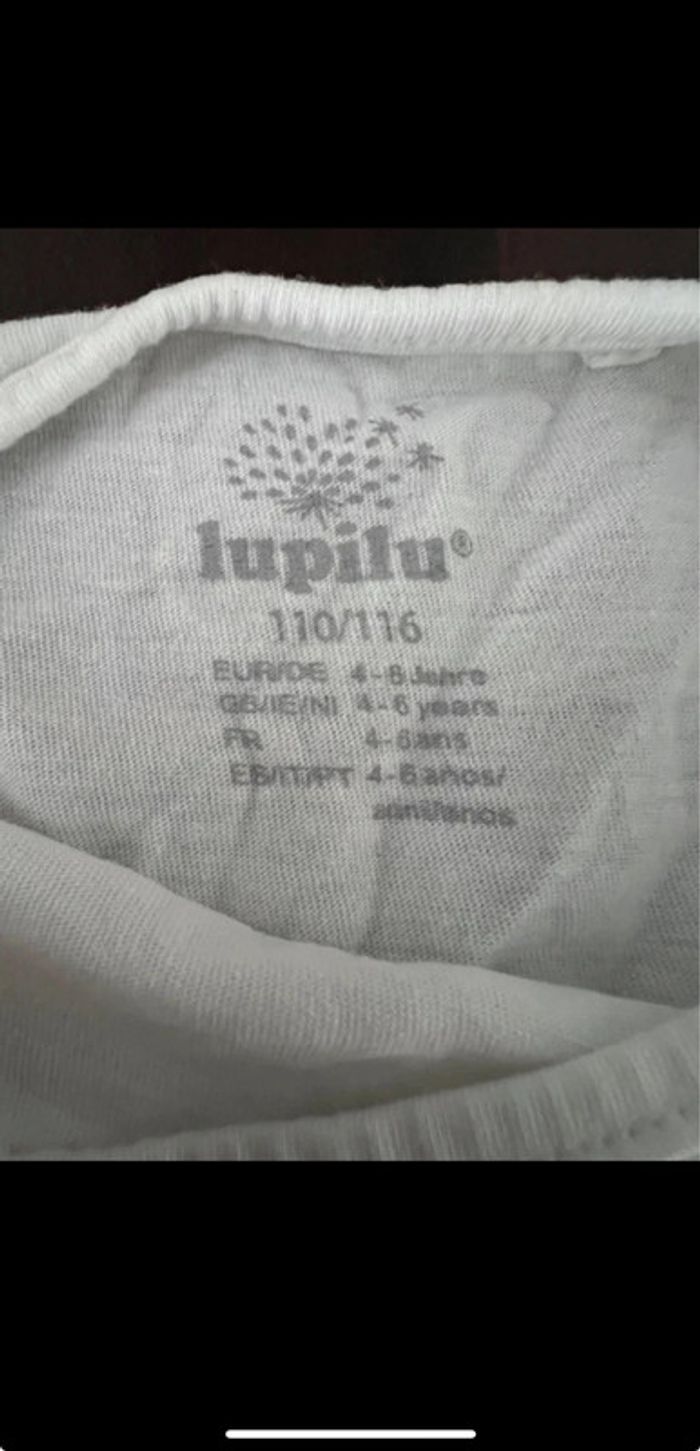 lupilu®
110/116
EUR/DE 4-6 Jahre
GB/IE/NI 4-6 years
FR 4-6 ans
ES/IT/PT 4-6 años/
anni/anos